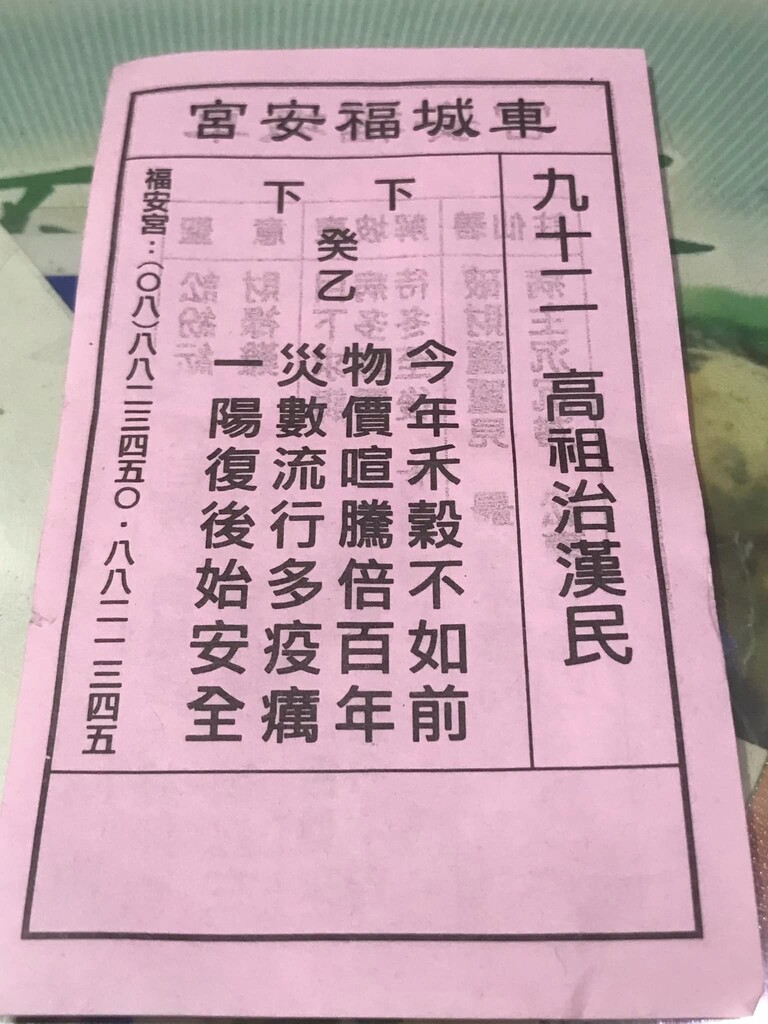 車城福安宮
九十二 高祖治漢民
下 下
癸乙
今年禾穀不如前
物價喧騰倍百年
災數流行多疫癘
一陽復後始安全
福安宮：(〇八)八八二三四五〇・八八二一三四五